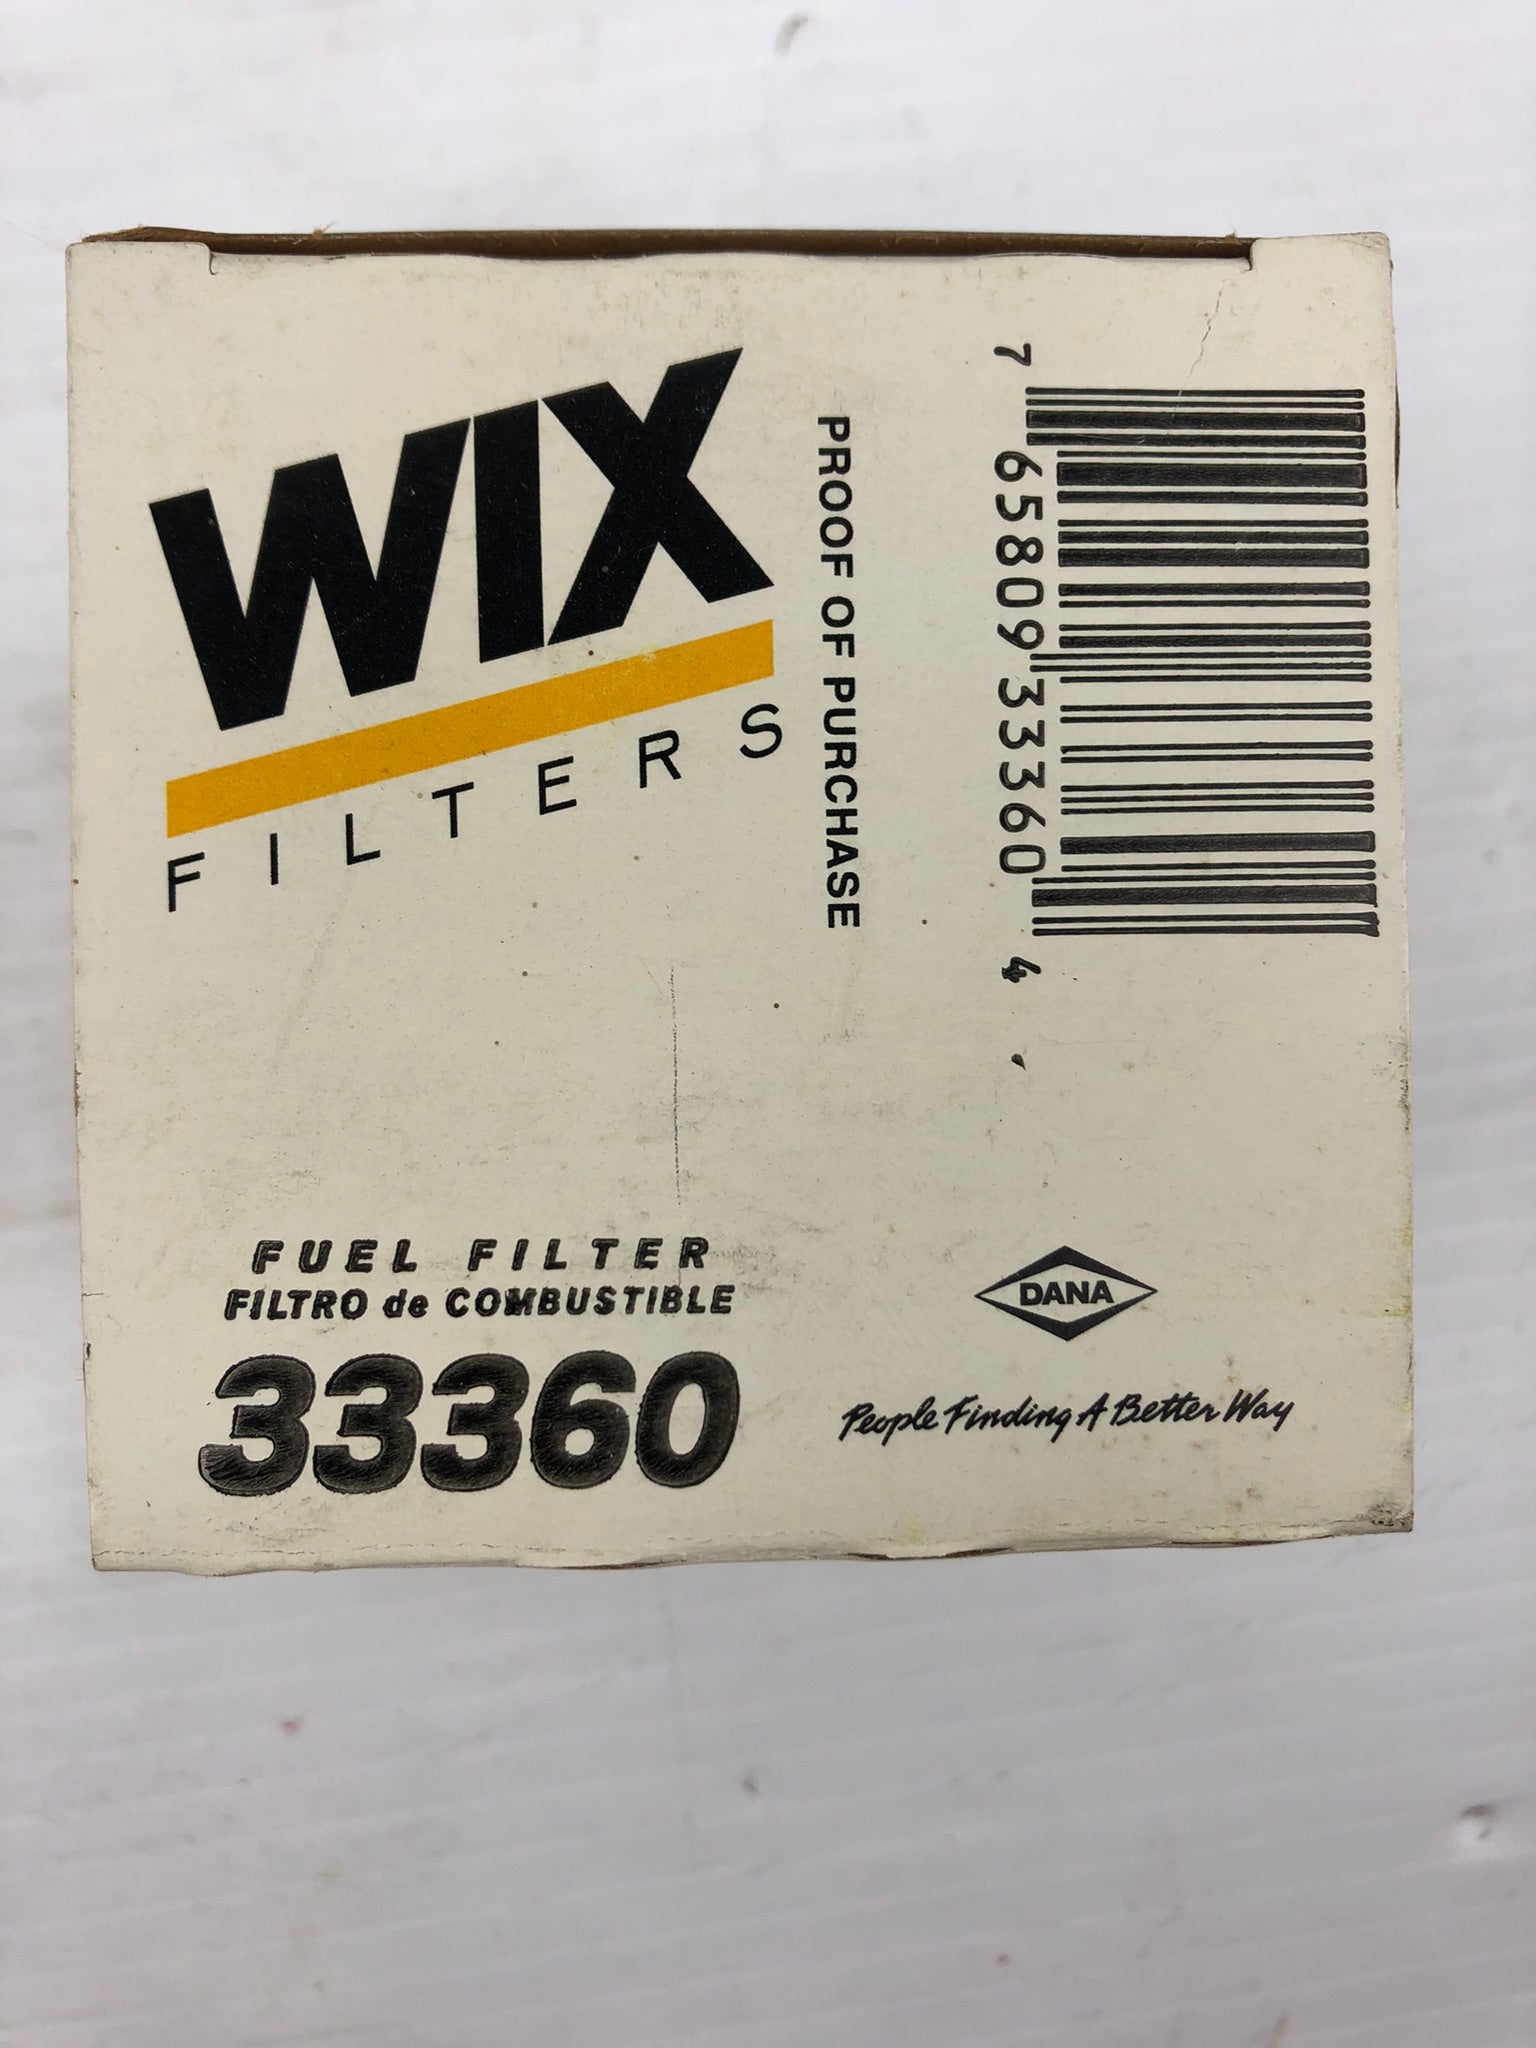 WIX
FILTERS
PROOF OF PURCHASE
7 65809 33360 4
FUEL FILTER
FILTRO de COMBUSTIBLE
33360
DANA
People Finding A Better Way